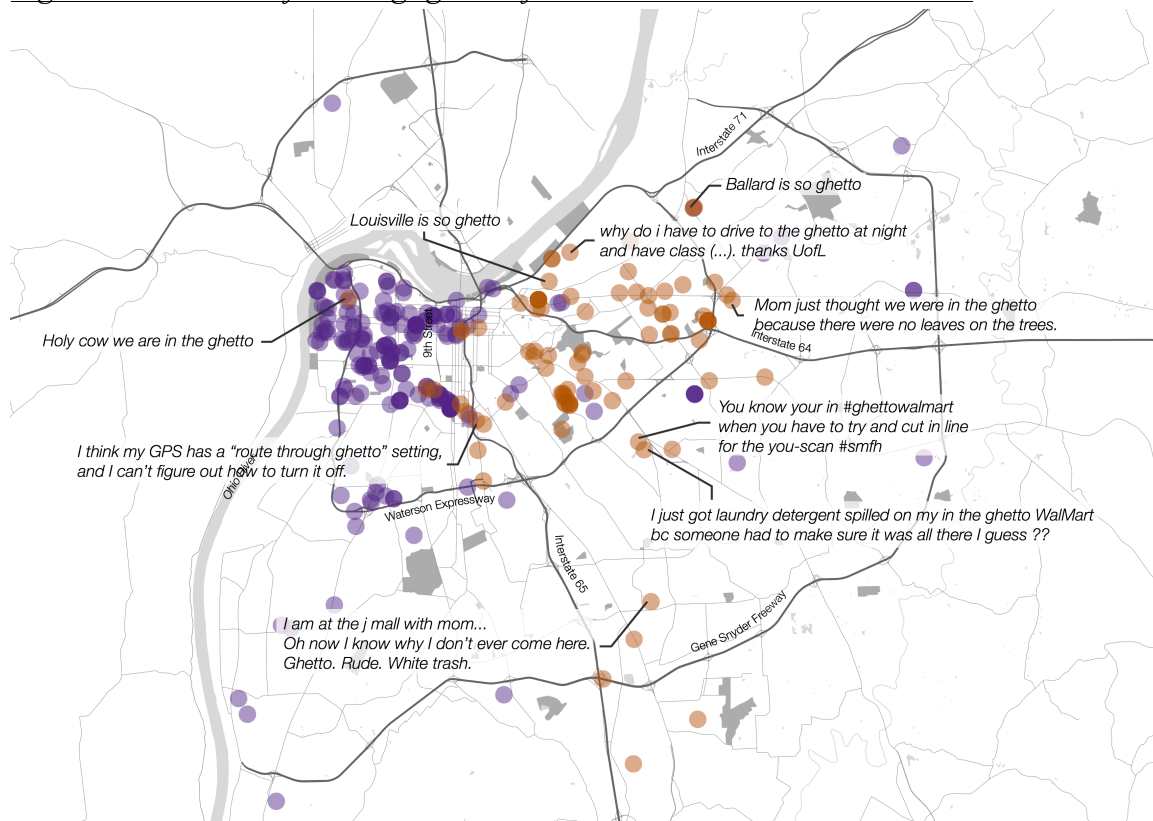 Interstate 71
Ballard is so ghetto
Louisville is so ghetto
why do i have to drive to the ghetto at night
and have class (...). thanks UofL
Mom just thought we were in the ghetto
because there were no leaves on the trees.
Holy cow we are in the ghetto
9th Street
Interstate 64
You know your in #ghettowalmart
when you have to try and cut in line
for the you-scan #smfh
I think my GPS has a “route through ghetto” setting,
and I can’t figure out how to turn it off.
Ohio River
Waterson Expressway
I just got laundry detergent spilled on my in the ghetto WalMart
bc someone had to make sure it was all there I guess ??
Interstate 65
I am at the j mall with mom...
Oh now I know why I don’t ever come here.
Ghetto. Rude. White trash.
Gene Snyder Freeway